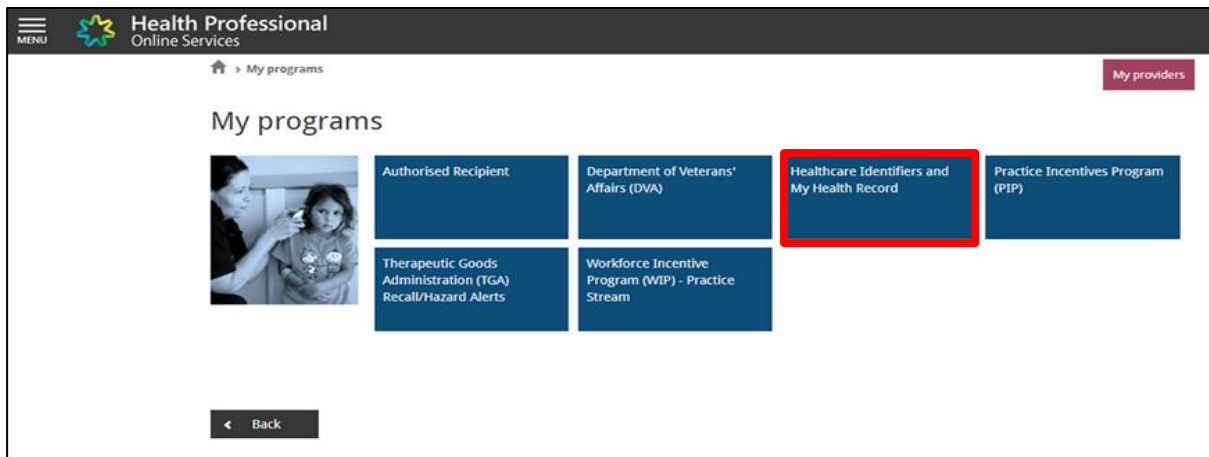 MENU
Health Professional
Online Services
> My programs
My providers
My programs
Authorised Recipient
Department of Veterans'
Affairs (DVA)
Healthcare Identifiers and
My Health Record
Practice Incentives Program
(PIP)
Therapeutic Goods
Administration (TGA)
Recall/Hazard Alerts
Workforce Incentive
Program (WIP) - Practice
Stream
< Back